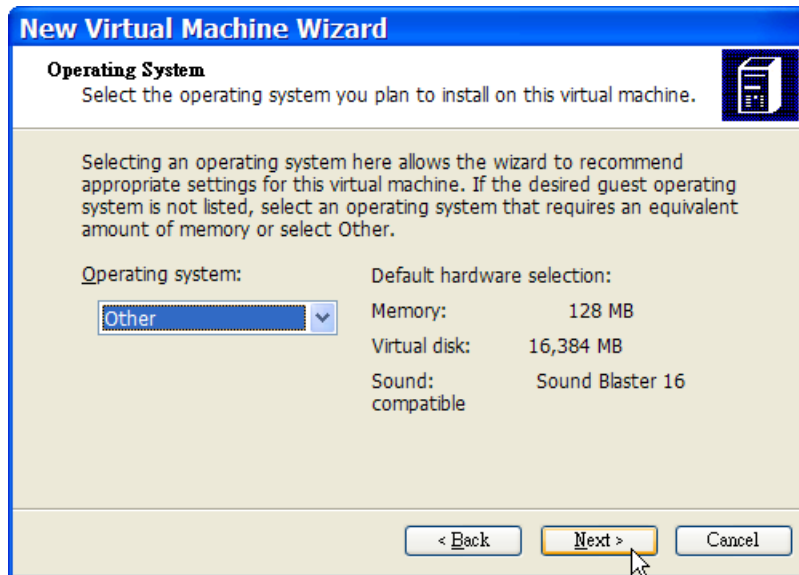 New Virtual Machine Wizard
Operating System
Select the operating system you plan to install on this virtual machine.
Selecting an operating system here allows the wizard to recommend
appropriate settings for this virtual machine. If the desired guest operating
system is not listed, select an operating system that requires an equivalent
amount of memory or select Other.
Operating system:
Other
Default hardware selection:
Memory: 128 MB
Virtual disk: 16,384 MB
Sound: Sound Blaster 16
compatible
< Back Next > Cancel